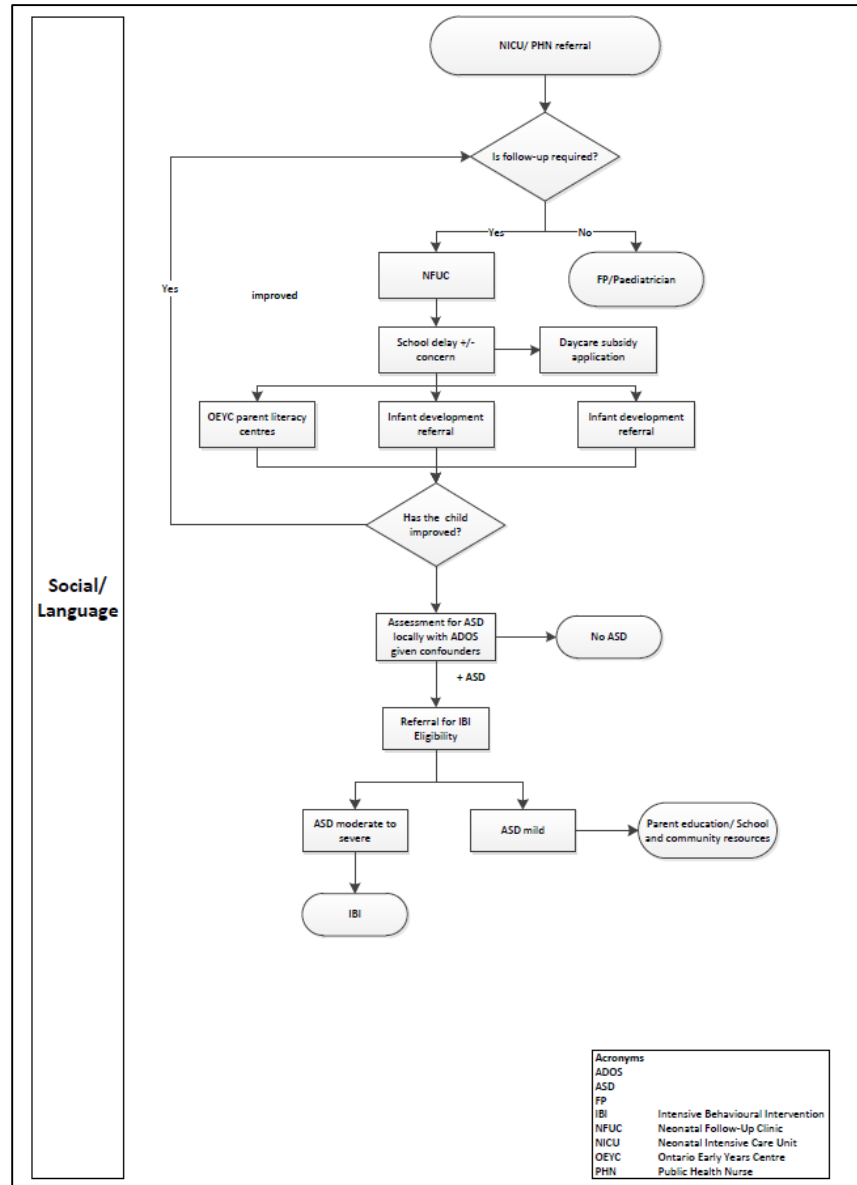 NICU/ PHN referral
Is follow-up required?
Yes
No
NFUC
FP/Paediatrician
Yes
improved
School delay +/-
concern
Daycare subsidy
application
OEYC parent literacy
centres
Infant development
referral
Infant development
referral
Has the child
improved?
Social/
Language
Assessment for ASD
locally with ADOS
given confounders
No ASD
+ ASD
Referral for IBI
Eligibility
ASD moderate to
severe
ASD mild
Parent education/ School
and community resources
IBI
Acronyms
ADOS
ASD
FP
IBI Intensive Behavioural Intervention
NFUC Neonatal Follow-Up Clinic
NICU Neonatal Intensive Care Unit
OEYC Ontario Early Years Centre
PHN Public Health Nurse